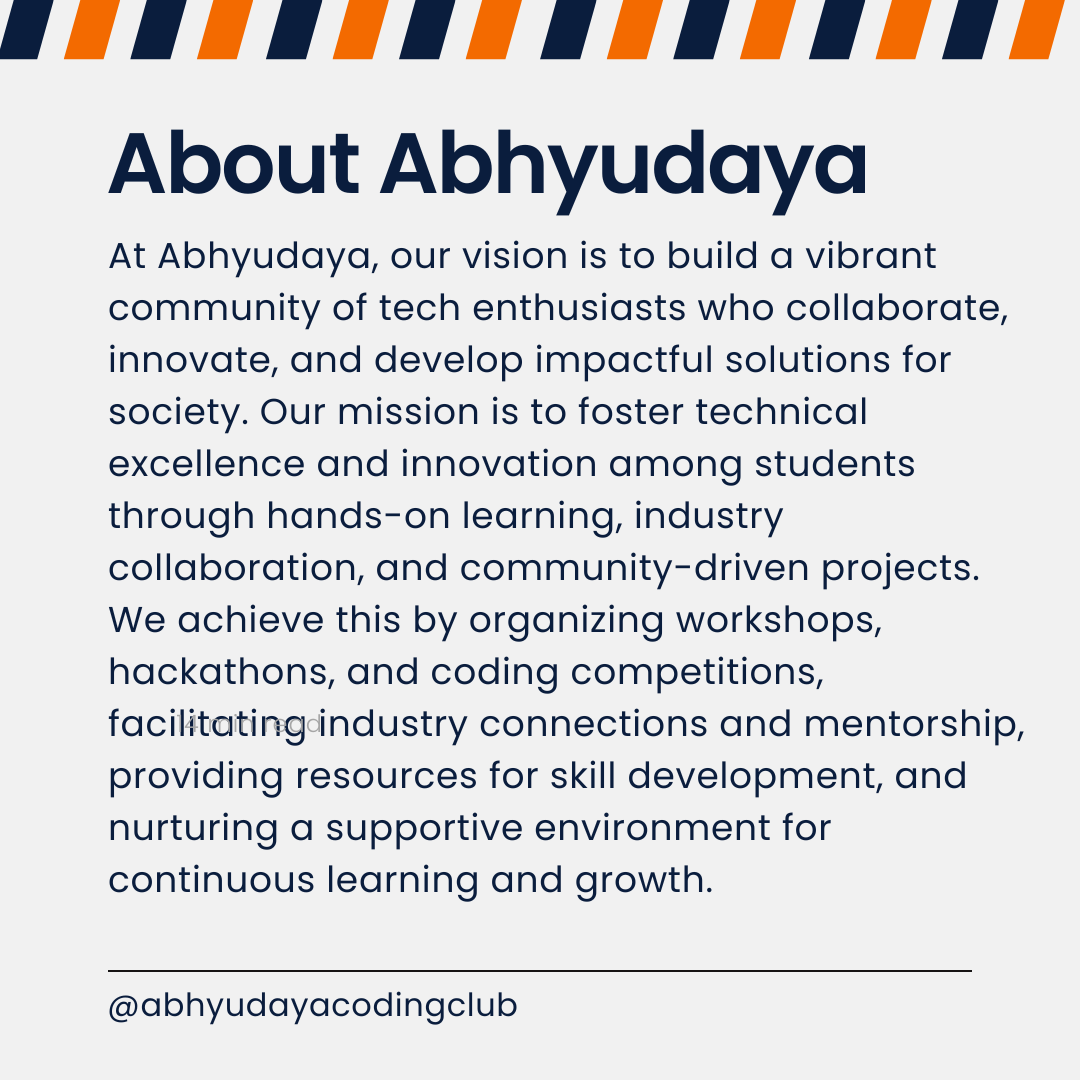 About Abhyudaya
At Abhyudaya, our vision is to build a vibrant
community of tech enthusiasts who collaborate,
innovate, and develop impactful solutions for
society. Our mission is to foster technical
excellence and innovation among students
through hands-on learning, industry
collaboration, and community-driven projects.
We achieve this by organizing workshops,
hackathons, and coding competitions,
facilitating industry connections and mentorship,
14 min read
providing resources for skill development, and
nurturing a supportive environment for
continuous learning and growth.
@abhyudayacodingclub